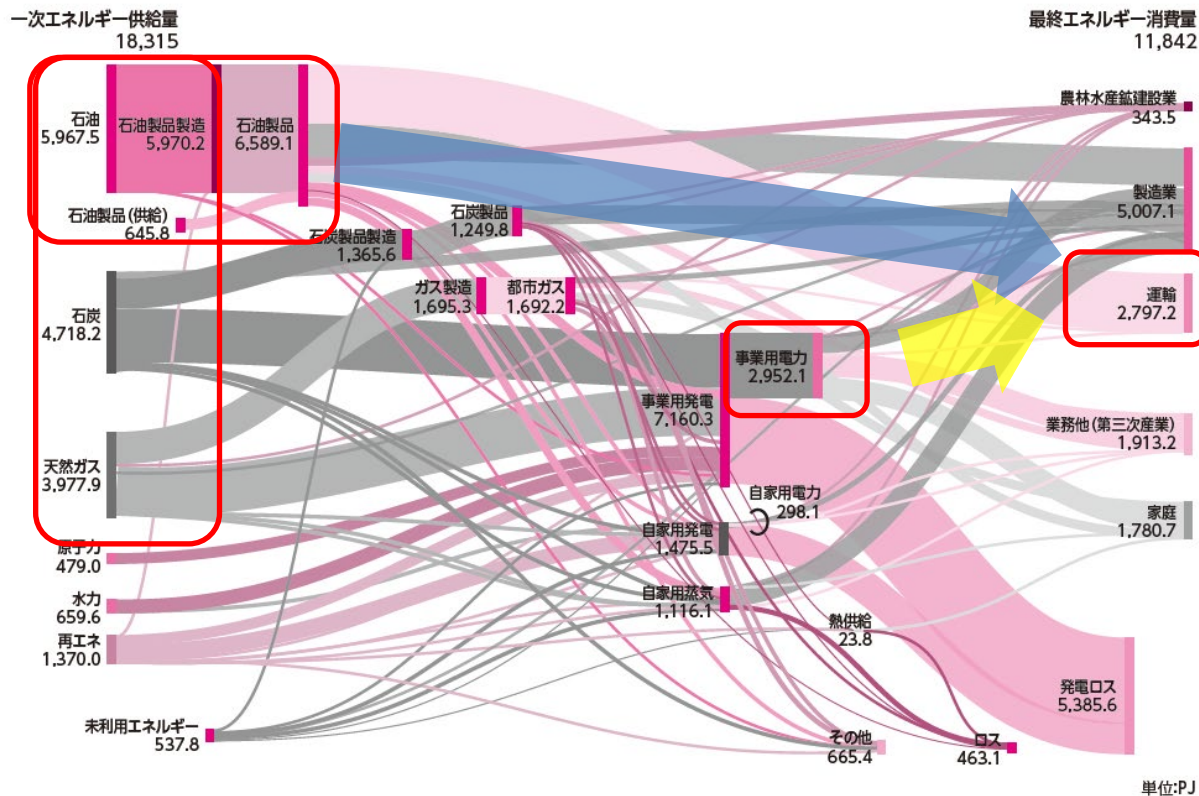 一次エネルギー供給量
18,315
最終エネルギー消費量
11,842
石油
5,967.5
石油製品製造
5,970.2
石油製品
6,589.1
農林水産鉱建設業
343.5
製造業
5,007.1
石油製品(供給)
645.8
石炭製品製造
1,365.6
石炭製品
1,249.8
ガス製造
1,695.3
都市ガス
1,692.2
運輸
2,797.2
石炭
4,718.2
事業用電力
2,952.1
事業用発電
7,160.3
業務他(第三次産業)
1,913.2
天然ガス
3,977.9
自家用電力
298.1
家庭
1,780.7
自家用発電
1,475.5
原子力
479.0
水力
659.6
自家用蒸気
1,116.1
熱供給
23.8
再エネ
1,370.0
発電ロス
5,385.6
未利用エネルギー
537.8
その他
665.4
ロス
463.1
単位:PJ